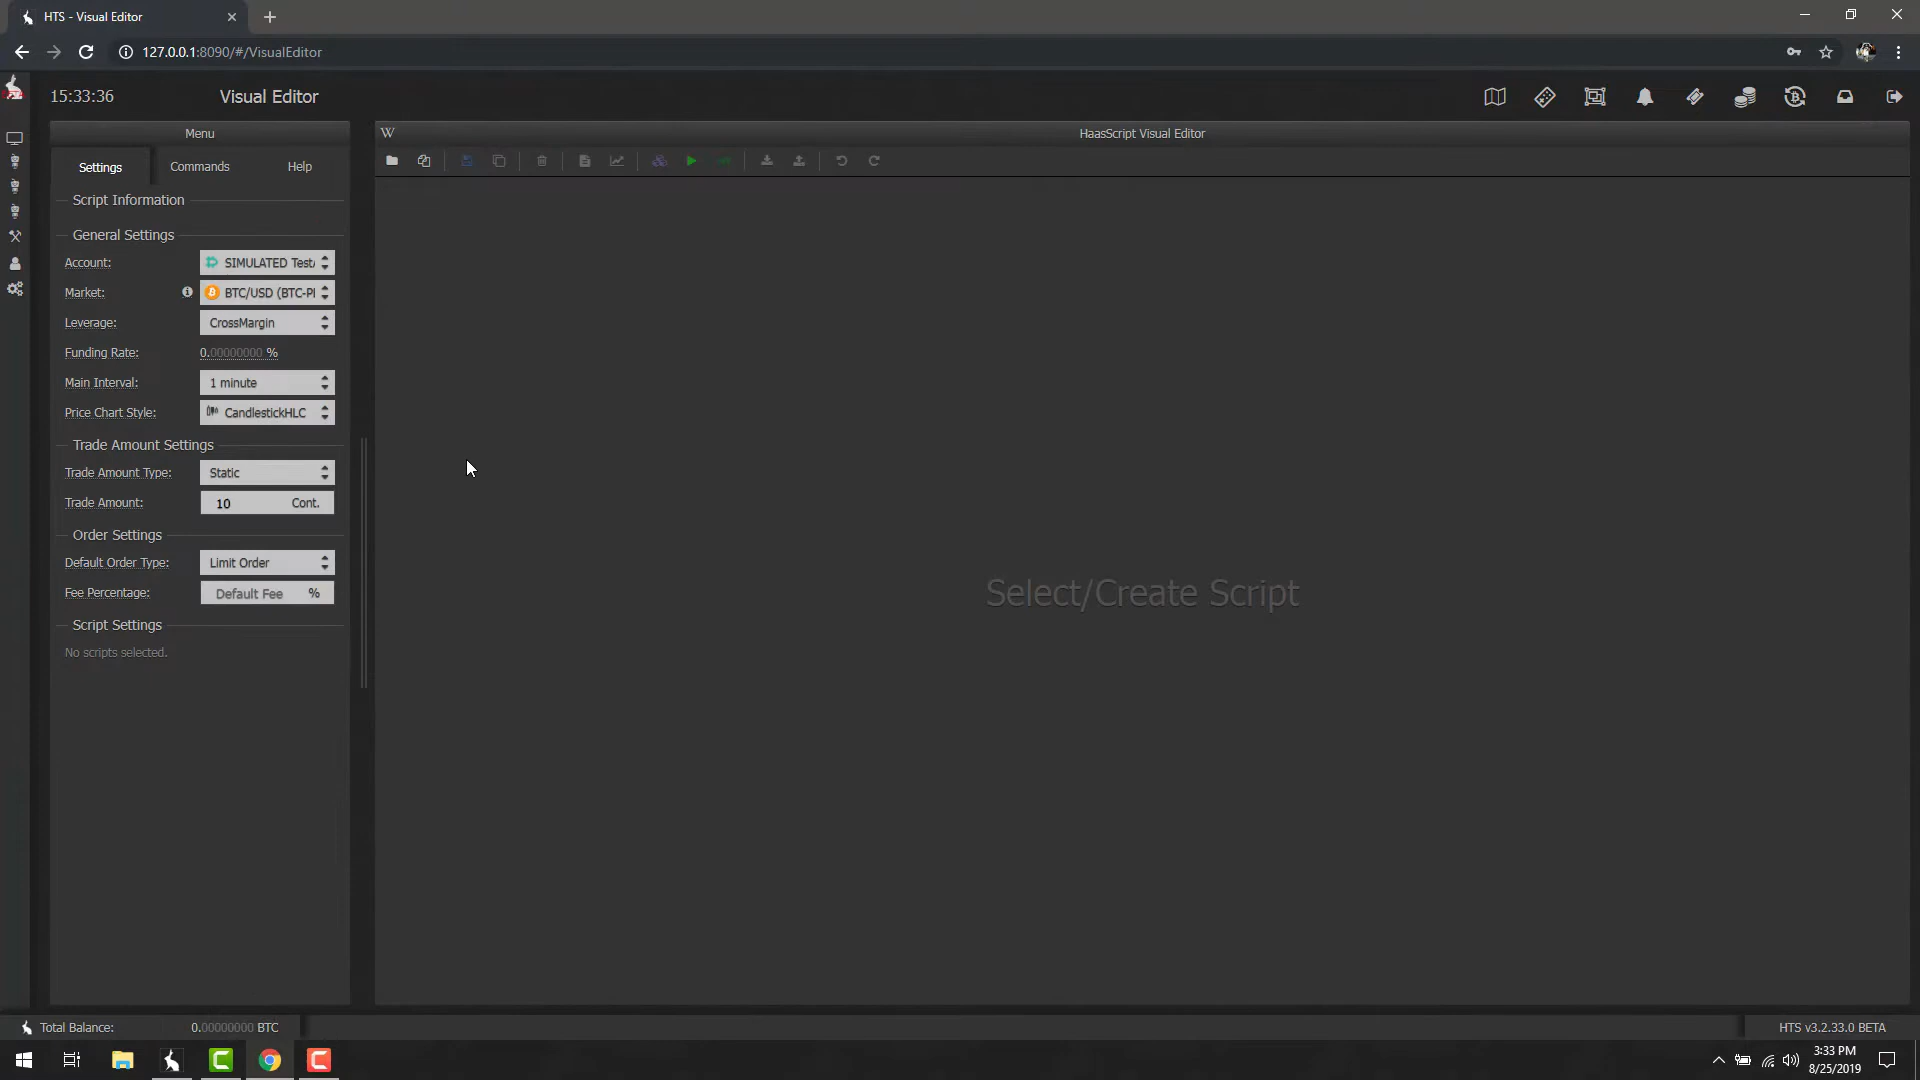 HTS - Visual Editor
127.0.0.1:8090/#/VisualEditor
15:33:36
Visual Editor
Menu
W
HaasScript Visual Editor
Settings
Commands
Help
Script Information
General Settings
Account:
SIMULATED Test
Market:
BTC/USD (BTC-P
Leverage:
CrossMargin
Funding Rate:
0.00000000 %
Main Interval:
1 minute
Price Chart Style:
CandlestickHLC
Trade Amount Settings
Trade Amount Type:
Static
Trade Amount:
10 Cont.
Order Settings
Default Order Type:
Limit Order
Fee Percentage:
Default Fee %
Script Settings
No scripts selected.
Select/Create Script
Total Balance:
0.00000000 BTC
HTS v3.2.33.0 BETA
3:33 PM
8/25/2019